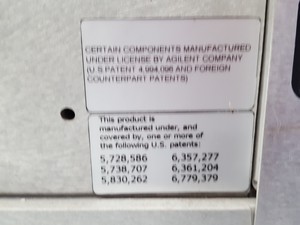 CERTAIN COMPONENTS MANUFACTURED
UNDER LICENSE BY AGILENT COMPANY
(U S PATENT 4,994,096 AND FOREIGN
COUNTERPART PATENTS)
This product is
manufactured under, and
covered by, one or more of
the following U.S. patents:
5,728,586 6,357,277
5,738,707 6,361,204
5,830,262 6,779,379